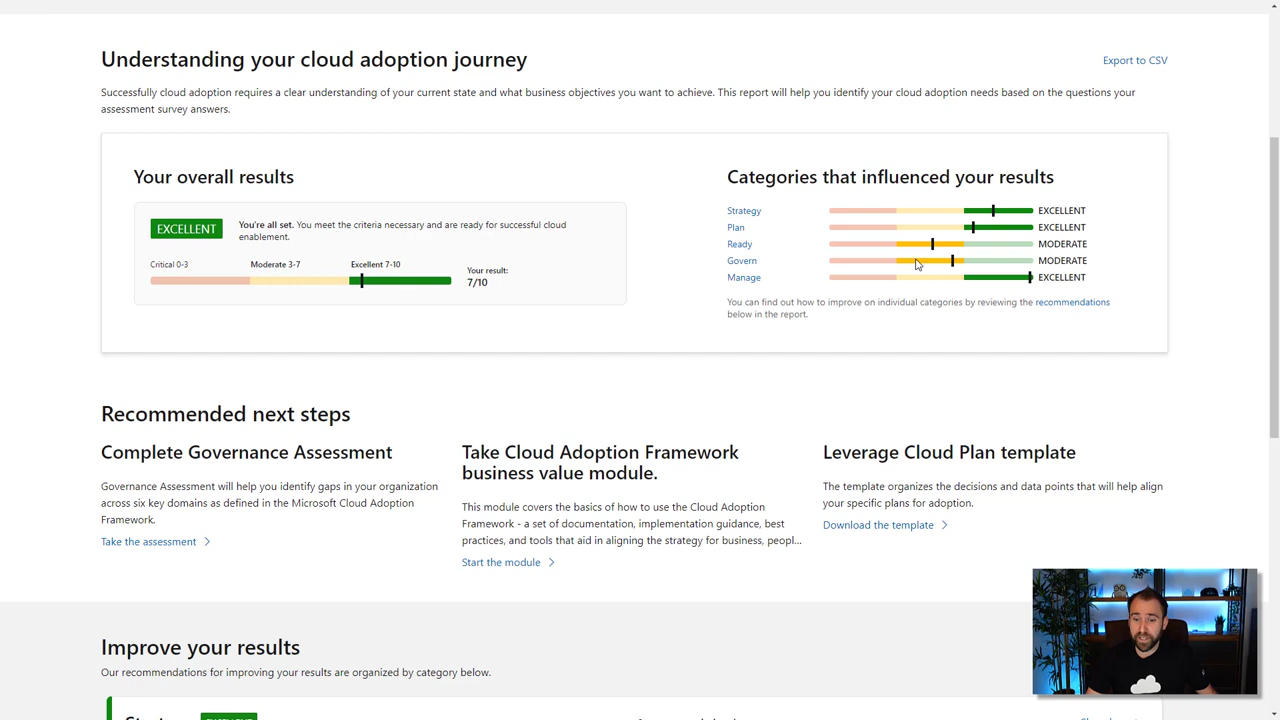 Understanding your cloud adoption journey
Export to CSV
Successfully cloud adoption requires a clear understanding of your current state and what business objectives you want to achieve. This report will help you identify your cloud adoption needs based on the questions your
assessment survey answers.
Your overall results
EXCELLENT
You're all set. You meet the criteria necessary and are ready for successful cloud
enablement.
Critical 0-3
Moderate 3-7
Excellent 7-10
Your result:
7/10
Categories that influenced your results
Strategy EXCELLENT
Plan EXCELLENT
Ready MODERATE
Govern MODERATE
Manage EXCELLENT
You can find out how to improve on individual categories by reviewing the recommendations
below in the report.
Recommended next steps
Complete Governance Assessment
Governance Assessment will help you identify gaps in your organization
across six key domains as defined in the Microsoft Cloud Adoption
Framework.
Take the assessment
Take Cloud Adoption Framework
business value module.
This module covers the basics of how to use the Cloud Adoption
Framework - a set of documentation, implementation guidance, best
practices, and tools that aid in aligning the strategy for business, peopl...
Start the module
Leverage Cloud Plan template
The template organizes the decisions and data points that will help align
your specific plans for adoption.
Download the template
Improve your results
Our recommendations for improving your results are organized by category below.